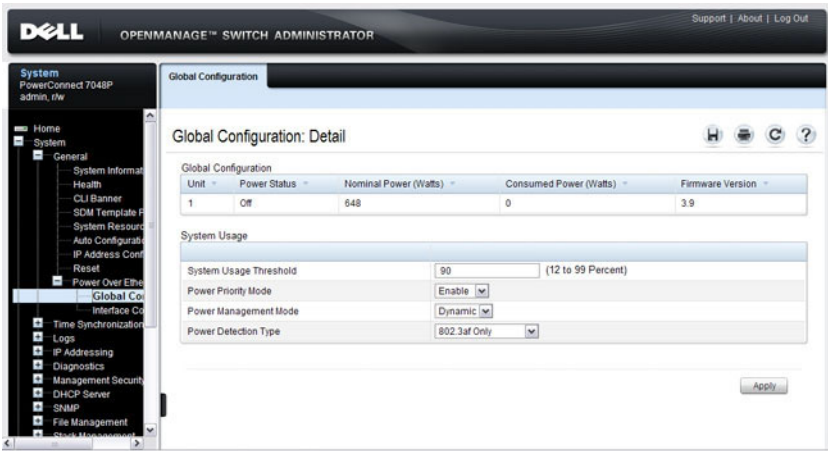 Support | About | Log Out
DELL
OPENMANAGE™ SWITCH ADMINISTRATOR
System
PowerConnect 7048P
admin, r/w
Global Configuration
Home
System
General
System Informat
Health
CLI Banner
SDM Template P
System Resourc
Auto Configuratio
IP Address Conf
Reset
Power Over Ethe
Global Co
Interface Co
Time Synchronization
Logs
IP Addressing
Diagnostics
Management Security
DHCP Server
SNMP
File Management
Stack Management
Global Configuration: Detail
Global Configuration
Unit Power Status Nominal Power (Watts) Consumed Power (Watts) Firmware Version
1 Off 648 0 3.9
System Usage
System Usage Threshold 90 (12 to 99 Percent)
Power Priority Mode Enable
Power Management Mode Dynamic
Power Detection Type 802.3af Only
Apply